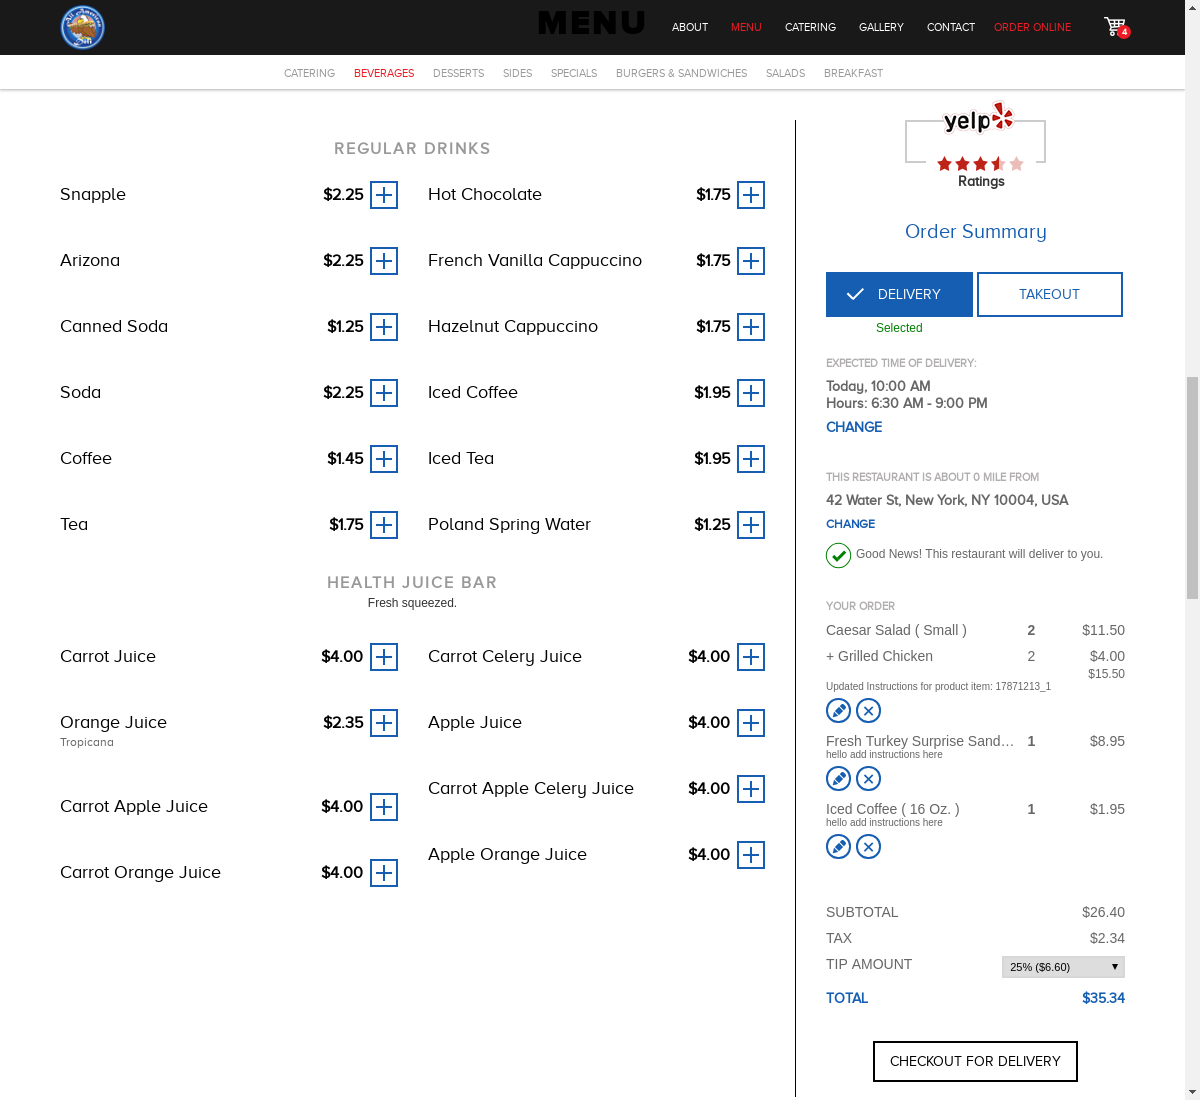 All American
Deli
MENU
ABOUT MENU CATERING GALLERY CONTACT ORDER ONLINE 4
CATERING BEVERAGES DESSERTS SIDES SPECIALS BURGERS & SANDWICHES SALADS BREAKFAST
REGULAR DRINKS
Snapple $2.25
Hot Chocolate $1.75
Arizona $2.25
French Vanilla Cappuccino $1.75
Canned Soda $1.25
Hazelnut Cappuccino $1.75
Soda $2.25
Iced Coffee $1.95
Coffee $1.45
Iced Tea $1.95
Tea $1.75
Poland Spring Water $1.25
HEALTH JUICE BAR
Fresh squeezed.
Carrot Juice $4.00
Carrot Celery Juice $4.00
Orange Juice $2.35
Tropicana
Apple Juice $4.00
Carrot Apple Celery Juice $4.00
Carrot Apple Juice $4.00
Apple Orange Juice $4.00
Carrot Orange Juice $4.00
yelp
Ratings
Order Summary
DELIVERY
TAKEOUT
Selected
EXPECTED TIME OF DELIVERY:
Today, 10:00 AM
Hours: 6:30 AM - 9:00 PM
CHANGE
THIS RESTAURANT IS ABOUT 0 MILE FROM
42 Water St, New York, NY 10004, USA
CHANGE
Good News! This restaurant will deliver to you.
YOUR ORDER
Caesar Salad ( Small ) 2 $11.50
+ Grilled Chicken 2 $4.00
$15.50
Updated Instructions for product item: 17871213_1
Fresh Turkey Surprise Sand… 1 $8.95
hello add instructions here
Iced Coffee ( 16 Oz. ) 1 $1.95
hello add instructions here
SUBTOTAL $26.40
TAX $2.34
TIP AMOUNT 25% ($6.60)
TOTAL $35.34
CHECKOUT FOR DELIVERY